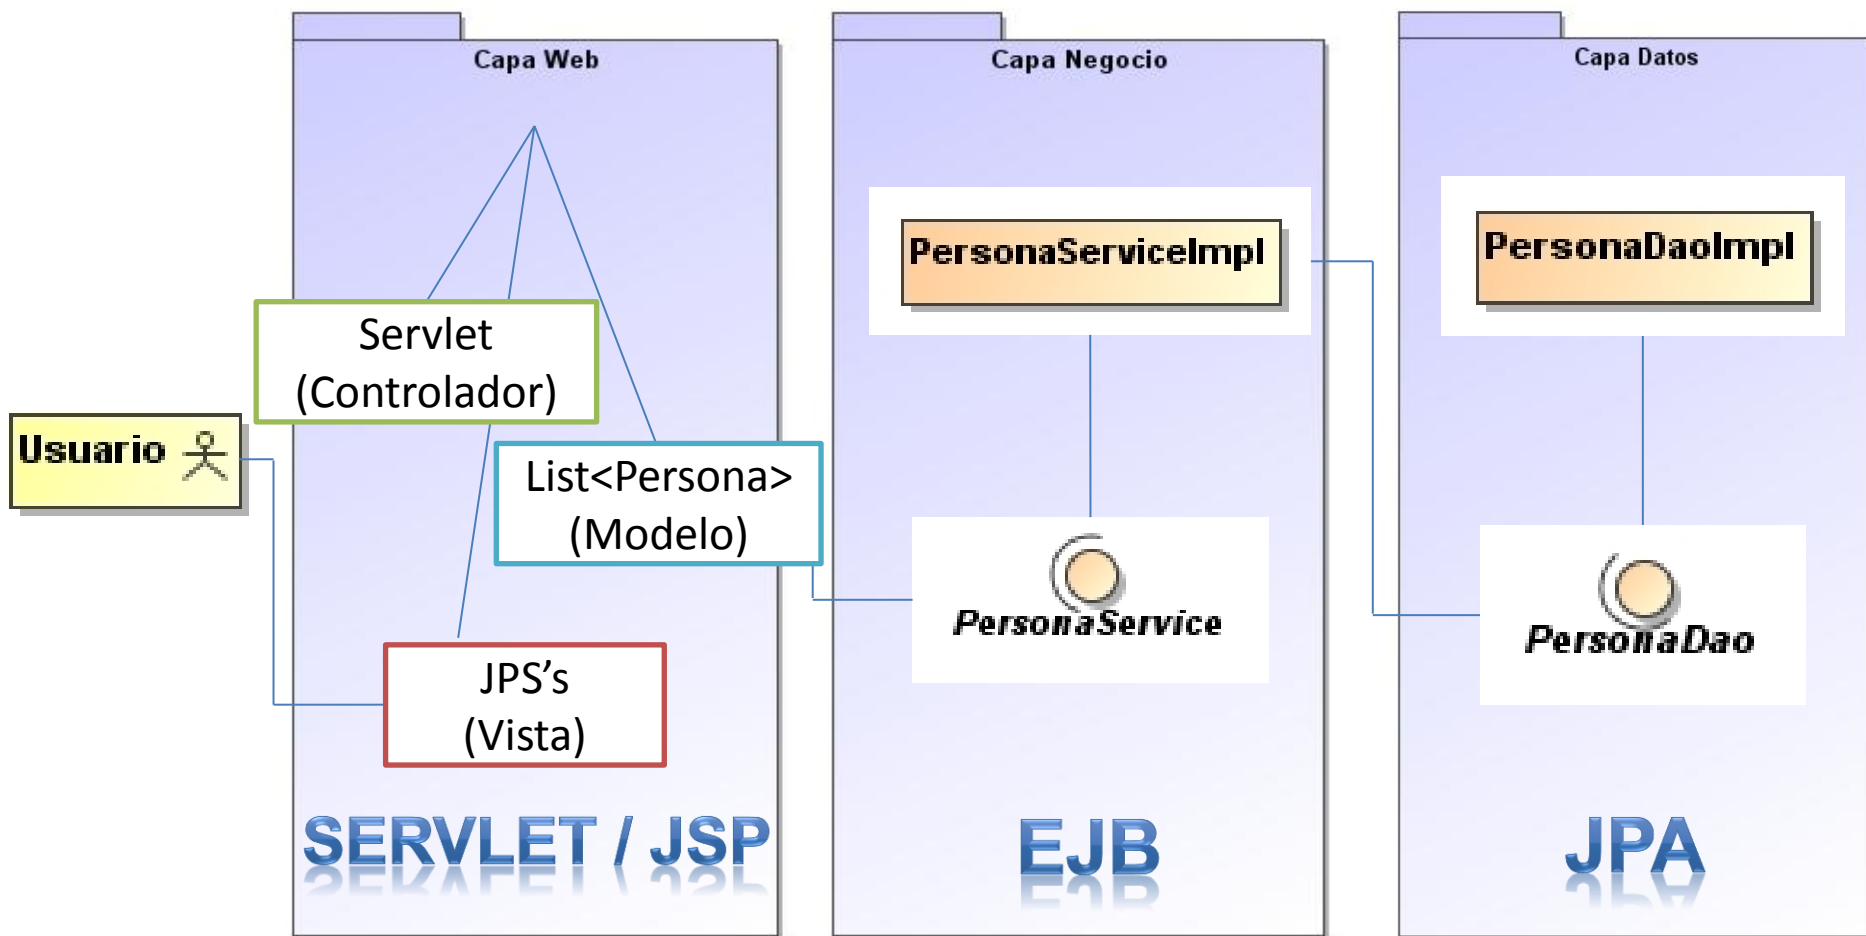 Capa Web
Servlet
(Controlador)
Usuario
List<Persona>
(Modelo)
JPS’s
(Vista)
SERVLET / JSP
Capa Negocio
PersonaServiceImpl
PersonaService
EJB
Capa Datos
PersonaDaoImpl
PersonaDao
JPA